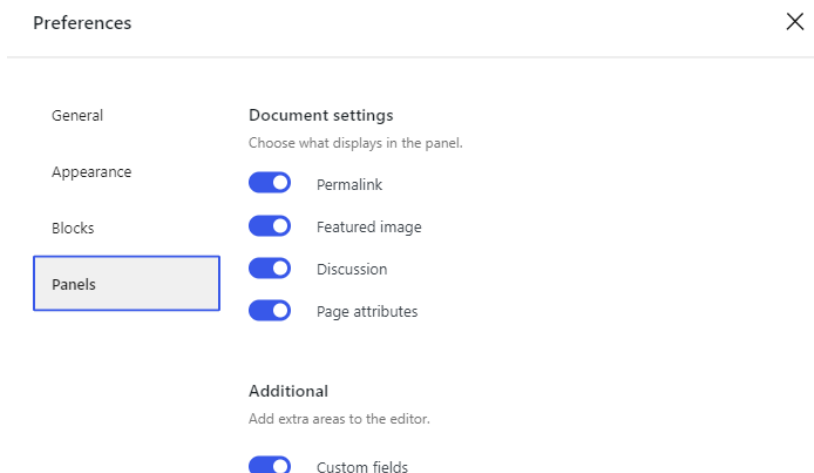 Preferences
General
Appearance
Blocks
Panels
Document settings
Choose what displays in the panel.
Permalink
Featured image
Discussion
Page attributes
Additional
Add extra areas to the editor.
Custom fields